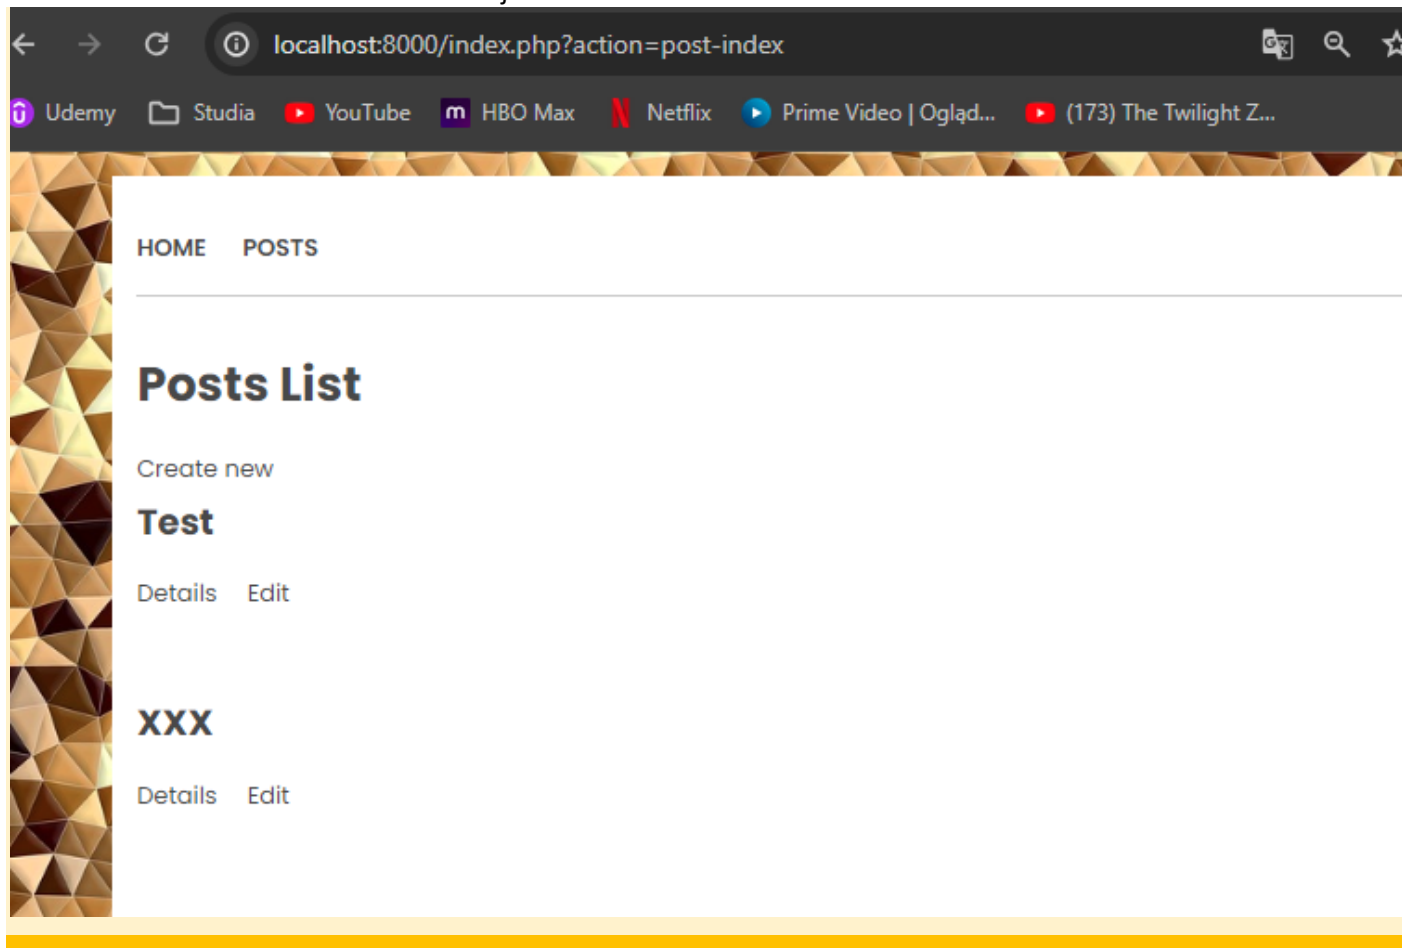 localhost:8000/index.php?action=post-index
Udemy Studia YouTube m HBO Max N Netflix Prime Video | Ogląd... (173) The Twilight Z...
HOME POSTS
Posts List
Create new
Test
Details Edit
XXX
Details Edit